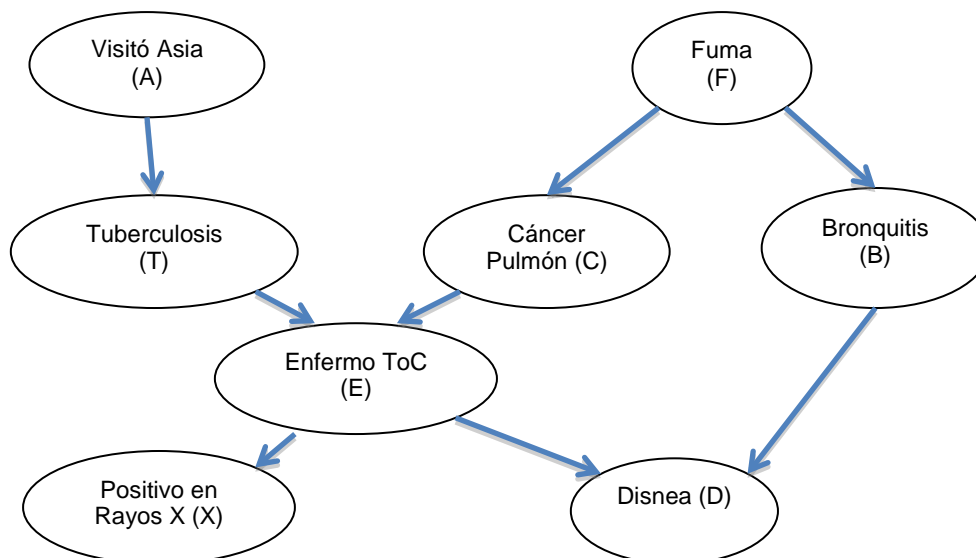 Visitó Asia
(A)
Fuma
(F)
Tuberculosis
(T)
Cáncer
Pulmón (C)
Bronquitis
(B)
Enfermo ToC
(E)
Positivo en
Rayos X (X)
Disnea (D)